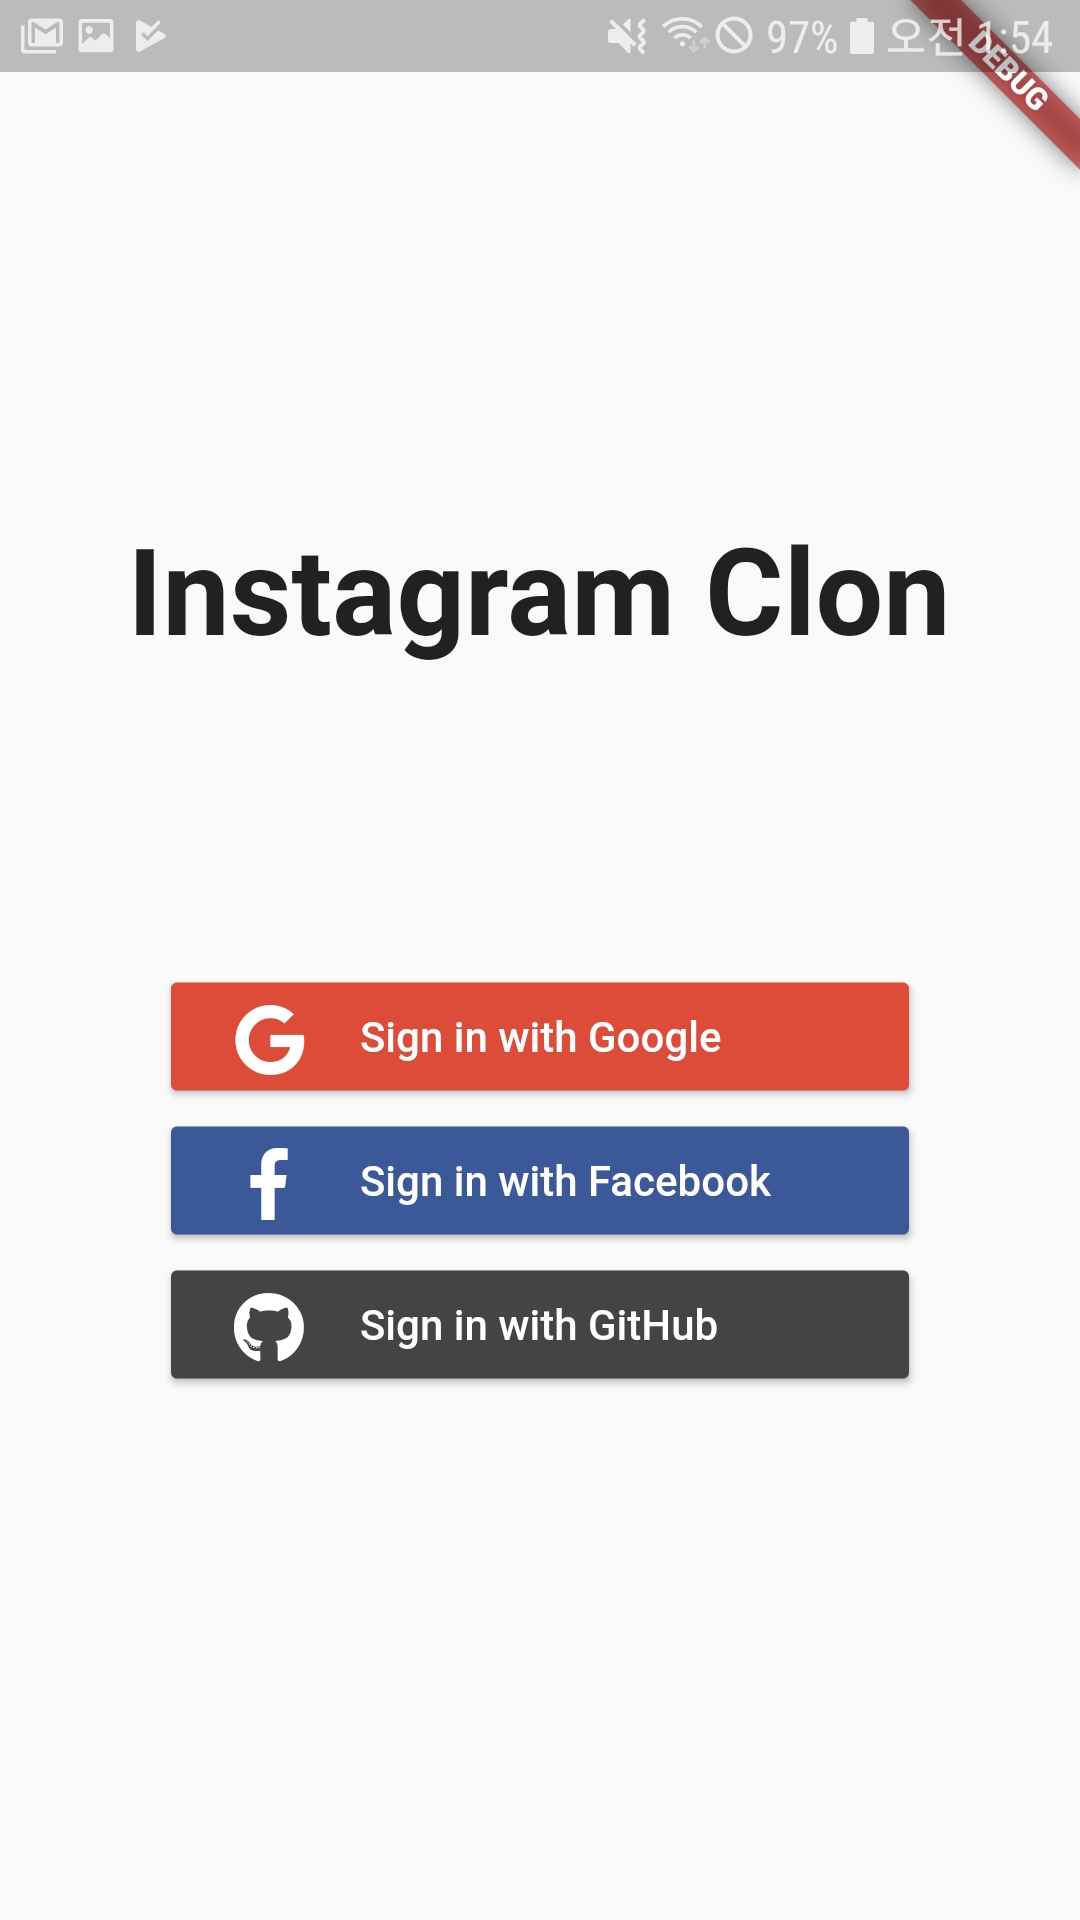 97% 오전 1:54
DEBUG
Instagram Clon
Sign in with Google
Sign in with Facebook
Sign in with GitHub